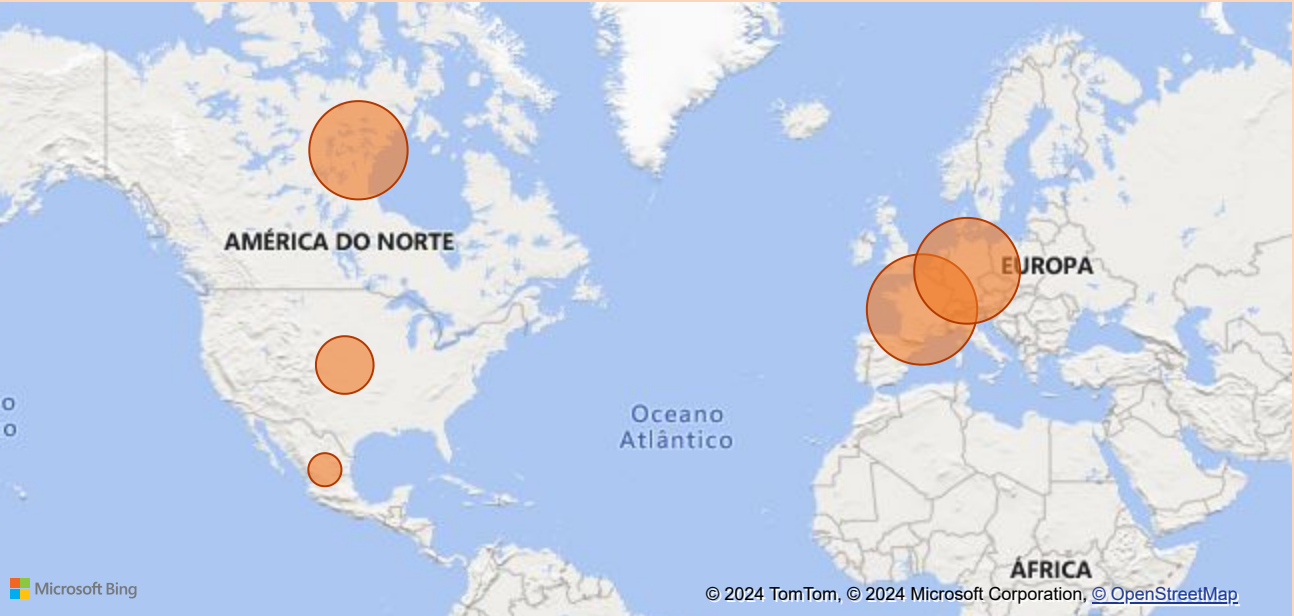 AMÉRICA DO NORTE
EUROPA
o
o
Oceano
Atlântico
ÁFRICA
Microsoft Bing
© 2024 TomTom, © 2024 Microsoft Corporation, © OpenStreetMap